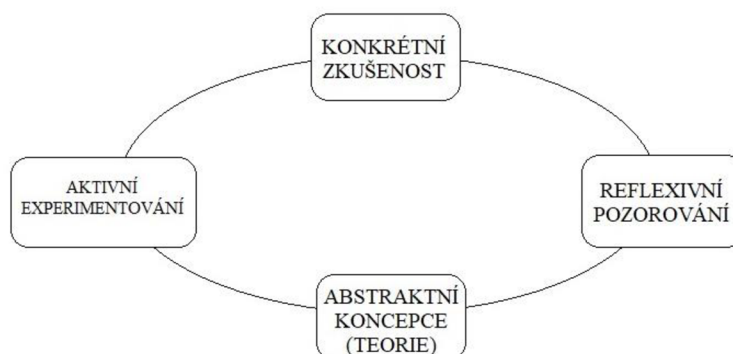 KONKRÉTNÍ
ZKUŠENOST
AKTIVNÍ
EXPERIMENTOVÁNÍ
REFLEXIVNÍ
POZOROVÁNÍ
ABSTRAKTNÍ
KONCEPCE
(TEORIE)